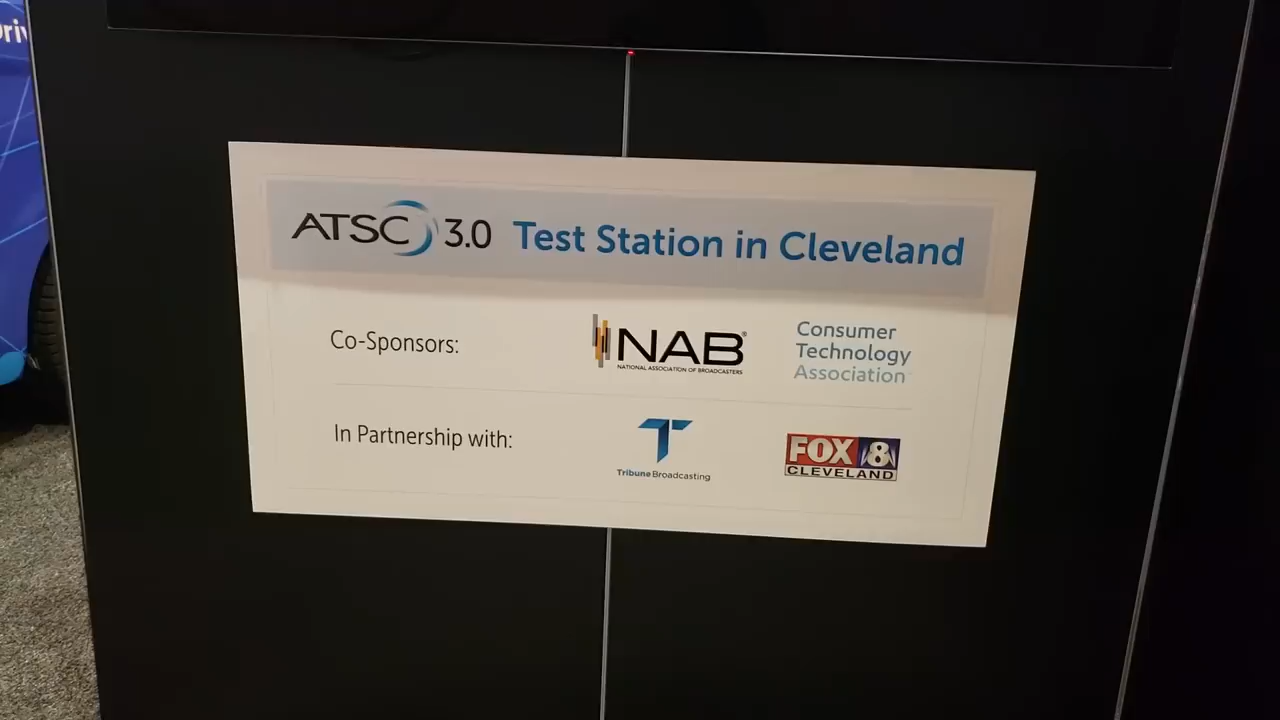 ATSC 3.0 Test Station in Cleveland
Co-Sponsors:
NAB®
NATIONAL ASSOCIATION OF BROADCASTERS
Consumer
Technology
Association
In Partnership with:
Tribune Broadcasting
FOX 8
CLEVELAND